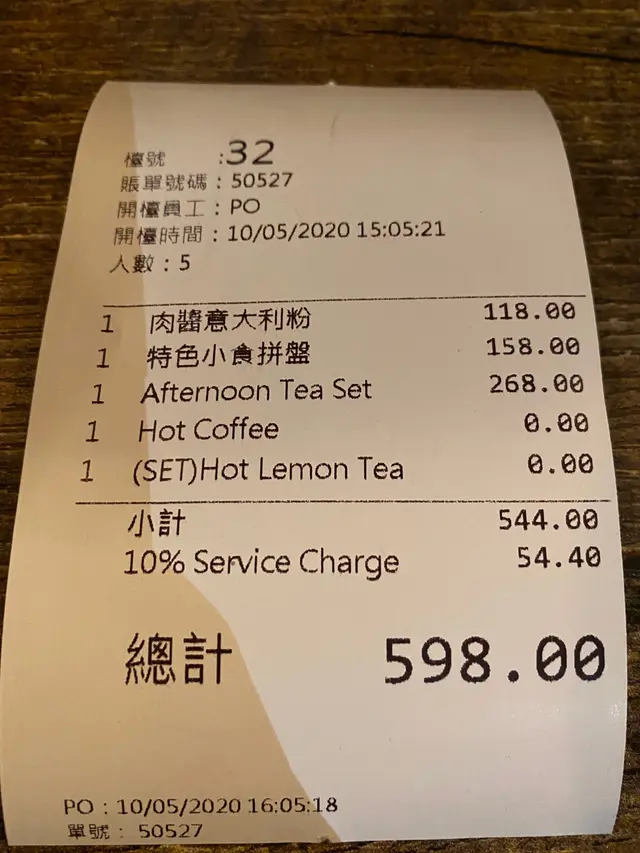 檯號 :32
賬單號碼 : 50527
開檯員工 : PO
開檯時間 : 10/05/2020 15:05:21
人數 : 5
1 肉醬意大利粉 118.00
1 特色小食拼盤 158.00
1 Afternoon Tea Set 268.00
1 Hot Coffee 0.00
1 (SET)Hot Lemon Tea 0.00
小計 544.00
10% Service Charge 54.40
總計 598.00
PO : 10/05/2020 16:05:18
單號 : 50527